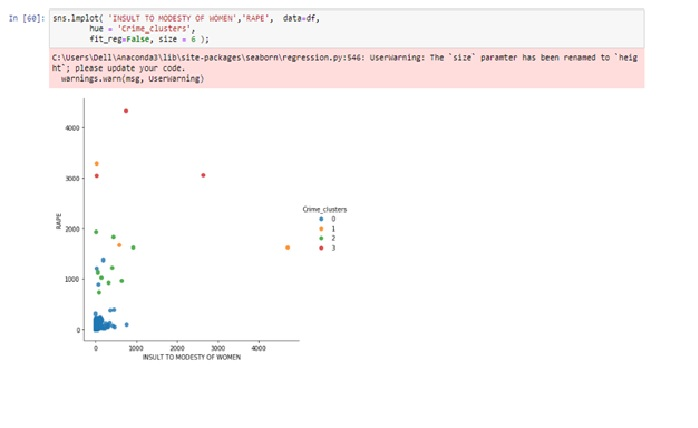 In [60]: sns.lmplot( 'INSULT TO MODESTY OF WOMEN','RAPE', data=df,
hue = 'Crime_clusters',
fit_reg=False, size = 6 );
C:\Users\Dell\Anaconda3\lib\site-packages\seaborn\regression.py:546: UserWarning: The `size` paramter has been renamed to `heig
ht`; please update your code.
warnings.warn(msg, UserWarning)
4000
3000
2000
1000
0
RAPE
0 1000 2000 3000 4000
INSULT TO MODESTY OF WOMEN
Crime_clusters
0
1
2
3